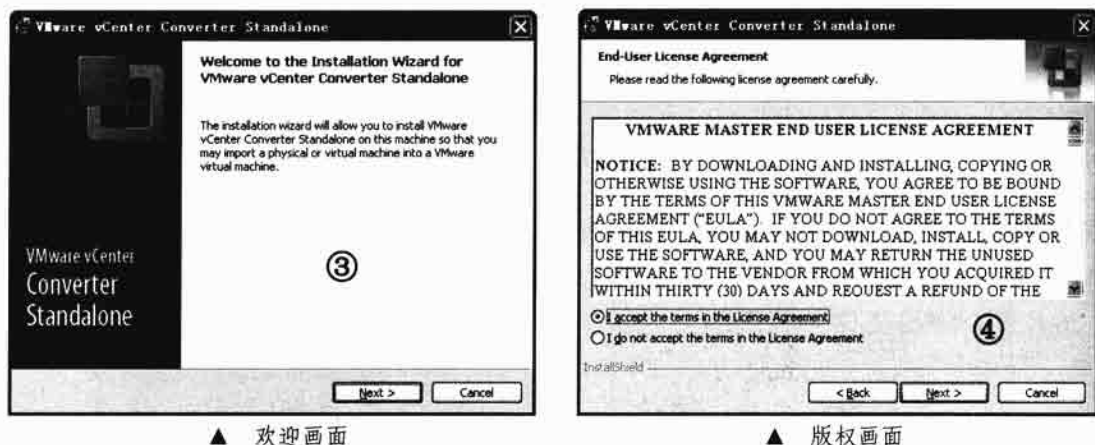 VMware vCenter Converter Standalone
Welcome to the Installation Wizard for
VMware vCenter Converter Standalone
The installation wizard will allow you to install VMware
vCenter Converter Standalone on this machine so that you
may import a physical or virtual machine into a VMware
virtual machine.
VMware vCenter
Converter
Standalone
③
Next >
Cancel
▲ 欢迎画面
VMware vCenter Converter Standalone
End-User License Agreement
Please read the following license agreement carefully.
VMWARE MASTER END USER LICENSE AGREEMENT
NOTICE: BY DOWNLOADING AND INSTALLING, COPYING OR
OTHERWISE USING THE SOFTWARE, YOU AGREE TO BE BOUND
BY THE TERMS OF THIS VMWARE MASTER END USER LICENSE
AGREEMENT (“EULA”). IF YOU DO NOT AGREE TO THE TERMS
OF THIS EULA, YOU MAY NOT DOWNLOAD, INSTALL, COPY OR
USE THE SOFTWARE, AND YOU MAY RETURN THE UNUSED
SOFTWARE TO THE VENDOR FROM WHICH YOU ACQUIRED IT
WITHIN THIRTY (30) DAYS AND REQUEST A REFUND OF THE
I accept the terms in the License Agreement
I do not accept the terms in the License Agreement
④
InstallShield
< Back
Next >
Cancel
▲ 版权画面